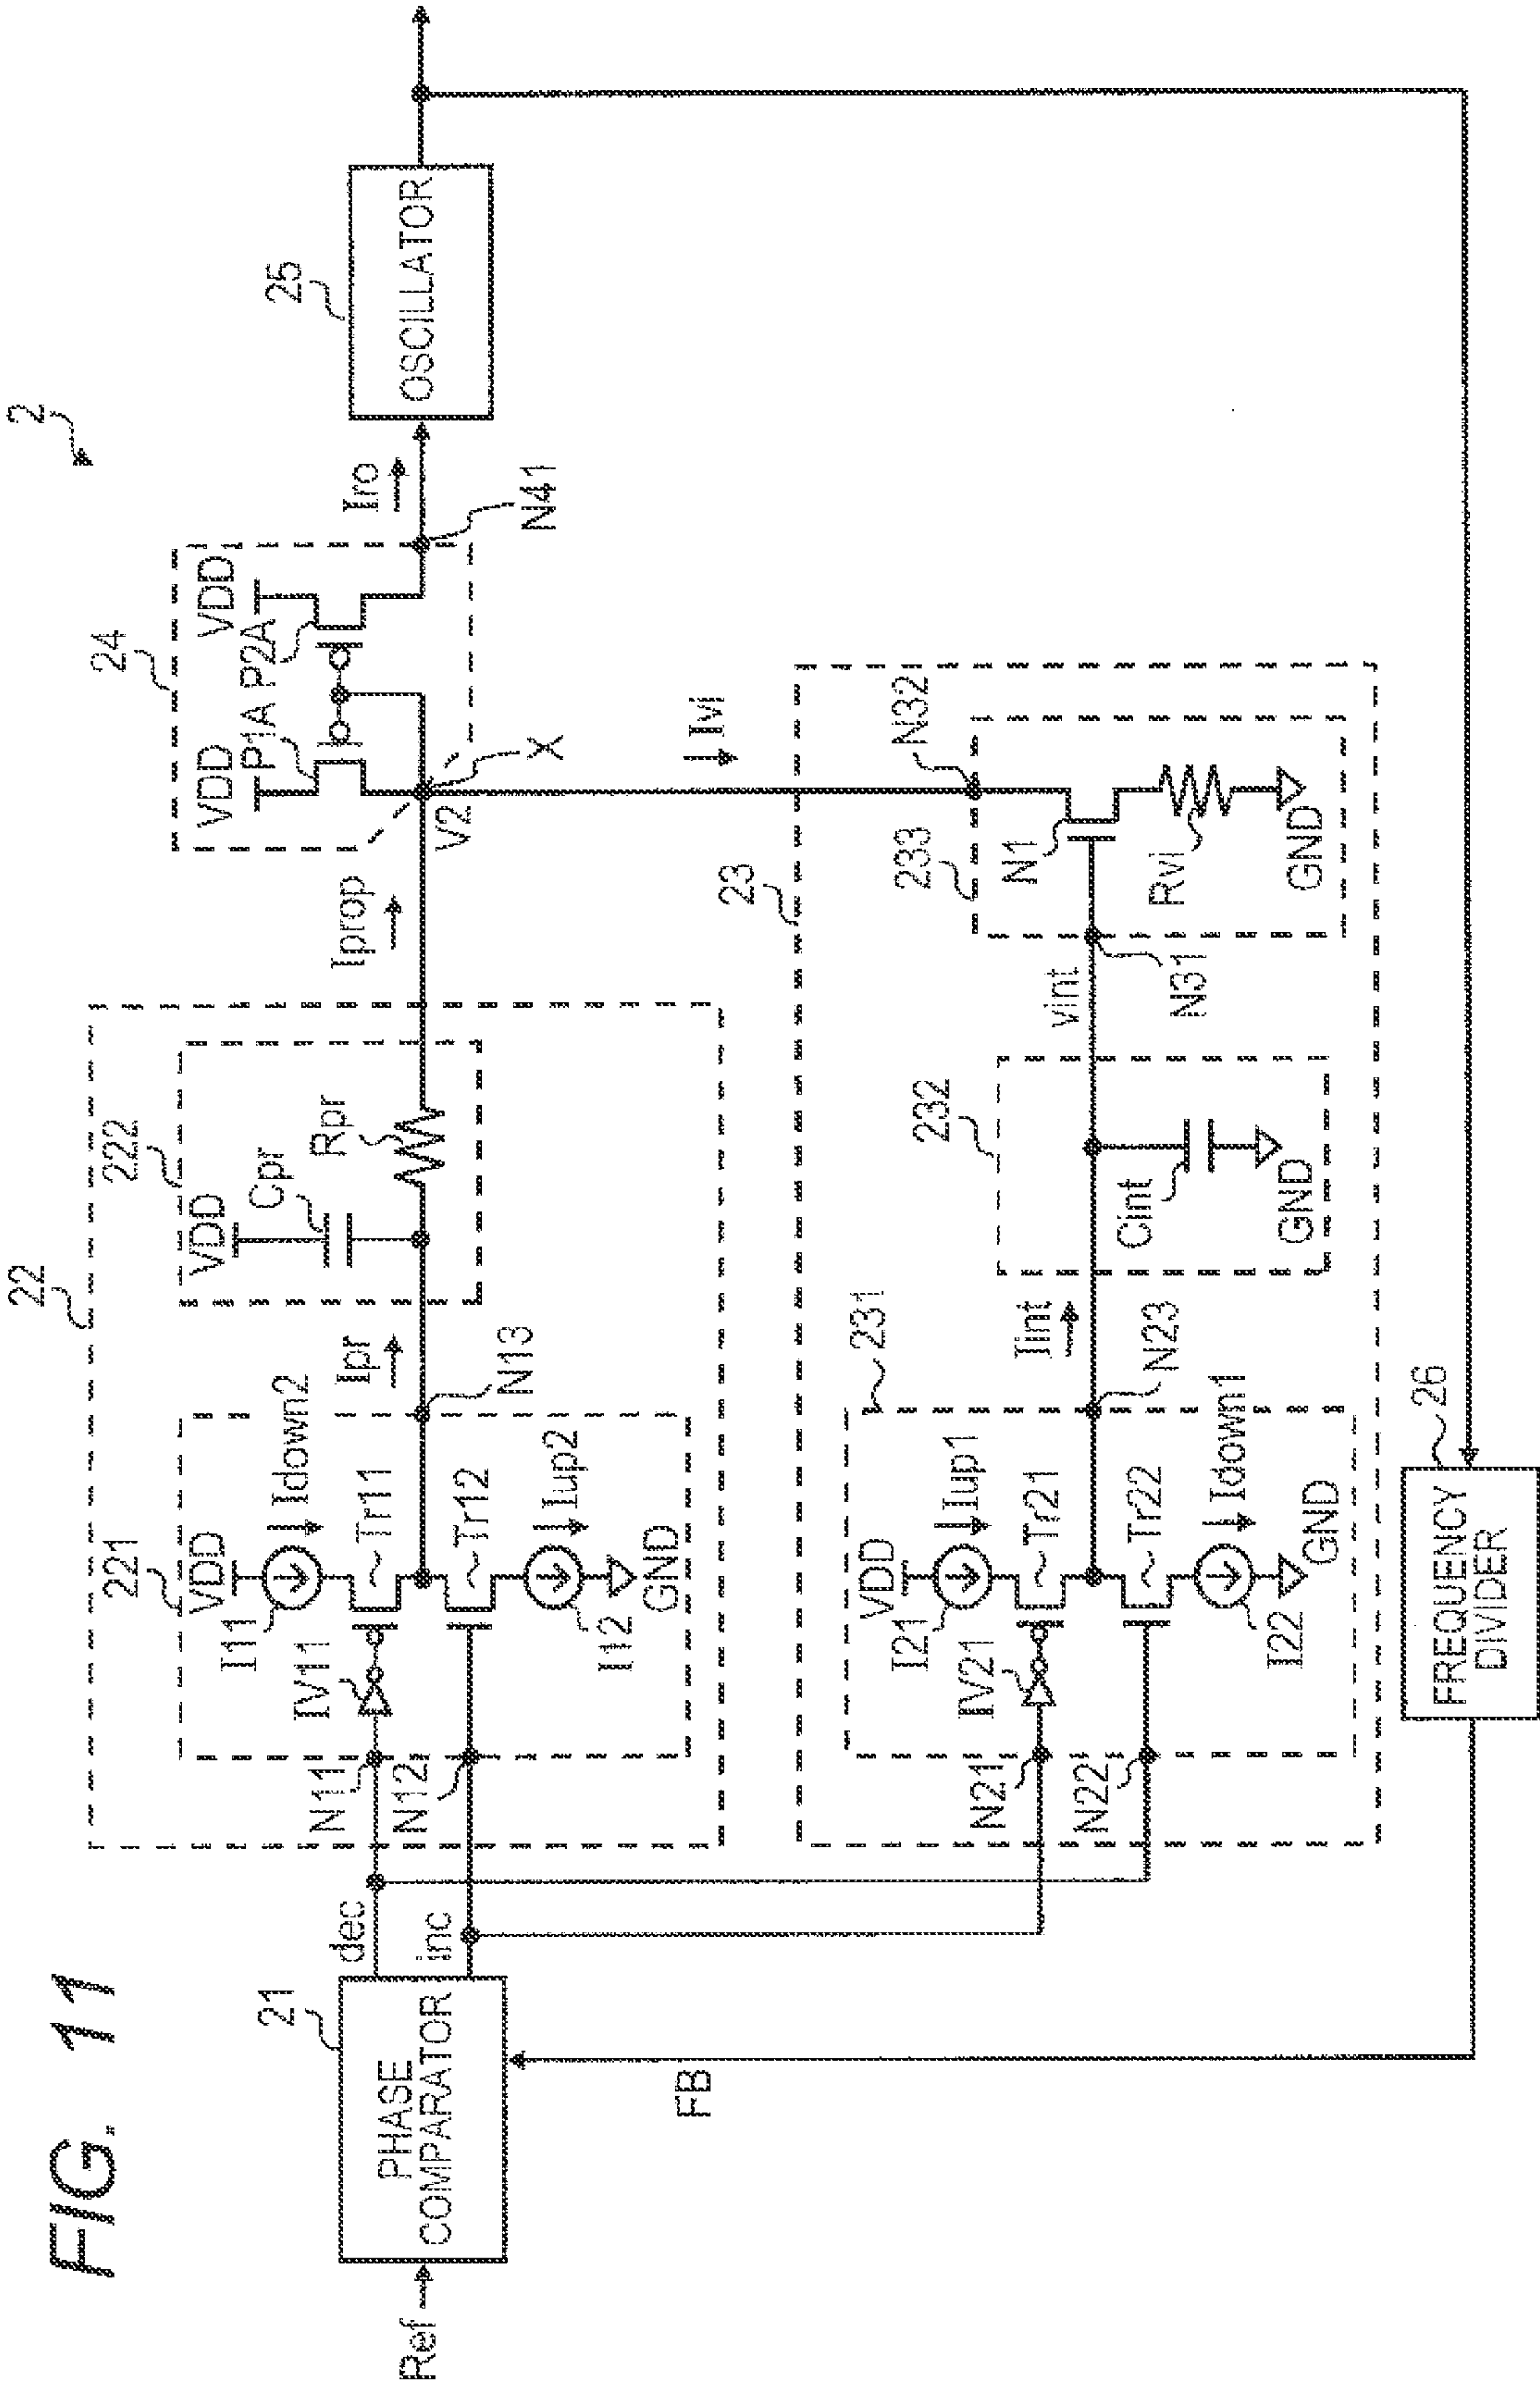 FIG. 11
2
22
221
VDD
I11
Idown2
IV11
Tr11
N11
N12
Tr12
Iup2
I12
GND
N13
Ipr
222
VDD
Cpr
Rpr
Iprop
24
VDD
VDD
P1A
P2A
V2
X
Iro
N41
25
OSCILLATOR
21
PHASE
COMPARATOR
Ref
dec
inc
FB
Ivi
23
231
VDD
I21
Iup1
IV21
Tr21
N21
N22
Tr22
Idown1
I22
GND
N23
Iint
232
Cint
GND
vint
233
N31
N32
N1
Rvi
GND
26
FREQUENCY
DIVIDER